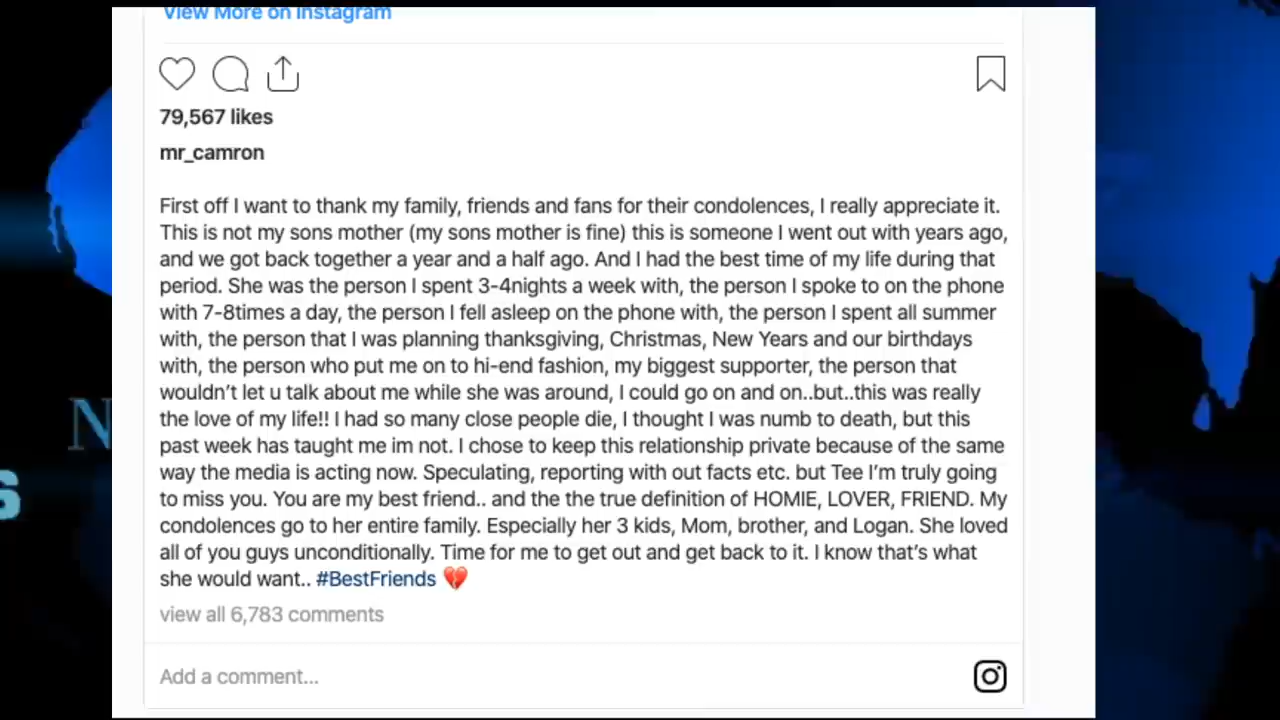 View More on Instagram
79,567 likes
mr_camron
First off I want to thank my family, friends and fans for their condolences, I really appreciate it.
This is not my sons mother (my sons mother is fine) this is someone I went out with years ago,
and we got back together a year and a half ago. And I had the best time of my life during that
period. She was the person I spent 3-4nights a week with, the person I spoke to on the phone
with 7-8times a day, the person I fell asleep on the phone with, the person I spent all summer
with, the person that I was planning thanksgiving, Christmas, New Years and our birthdays
with, the person who put me on to hi-end fashion, my biggest supporter, the person that
wouldn't let u talk about me while she was around, I could go on and on..but..this was really
the love of my life!! I had so many close people die, I thought I was numb to death, but this
past week has taught me im not. I chose to keep this relationship private because of the same
way the media is acting now. Speculating, reporting with out facts etc. but Tee I'm truly going
to miss you. You are my best friend.. and the the true definition of HOMIE, LOVER, FRIEND. My
condolences go to her entire family. Especially her 3 kids, Mom, brother, and Logan. She loved
all of you guys unconditionally. Time for me to get out and get back to it. I know that's what
she would want.. #BestFriends 💔
view all 6,783 comments
Add a comment...
N
S